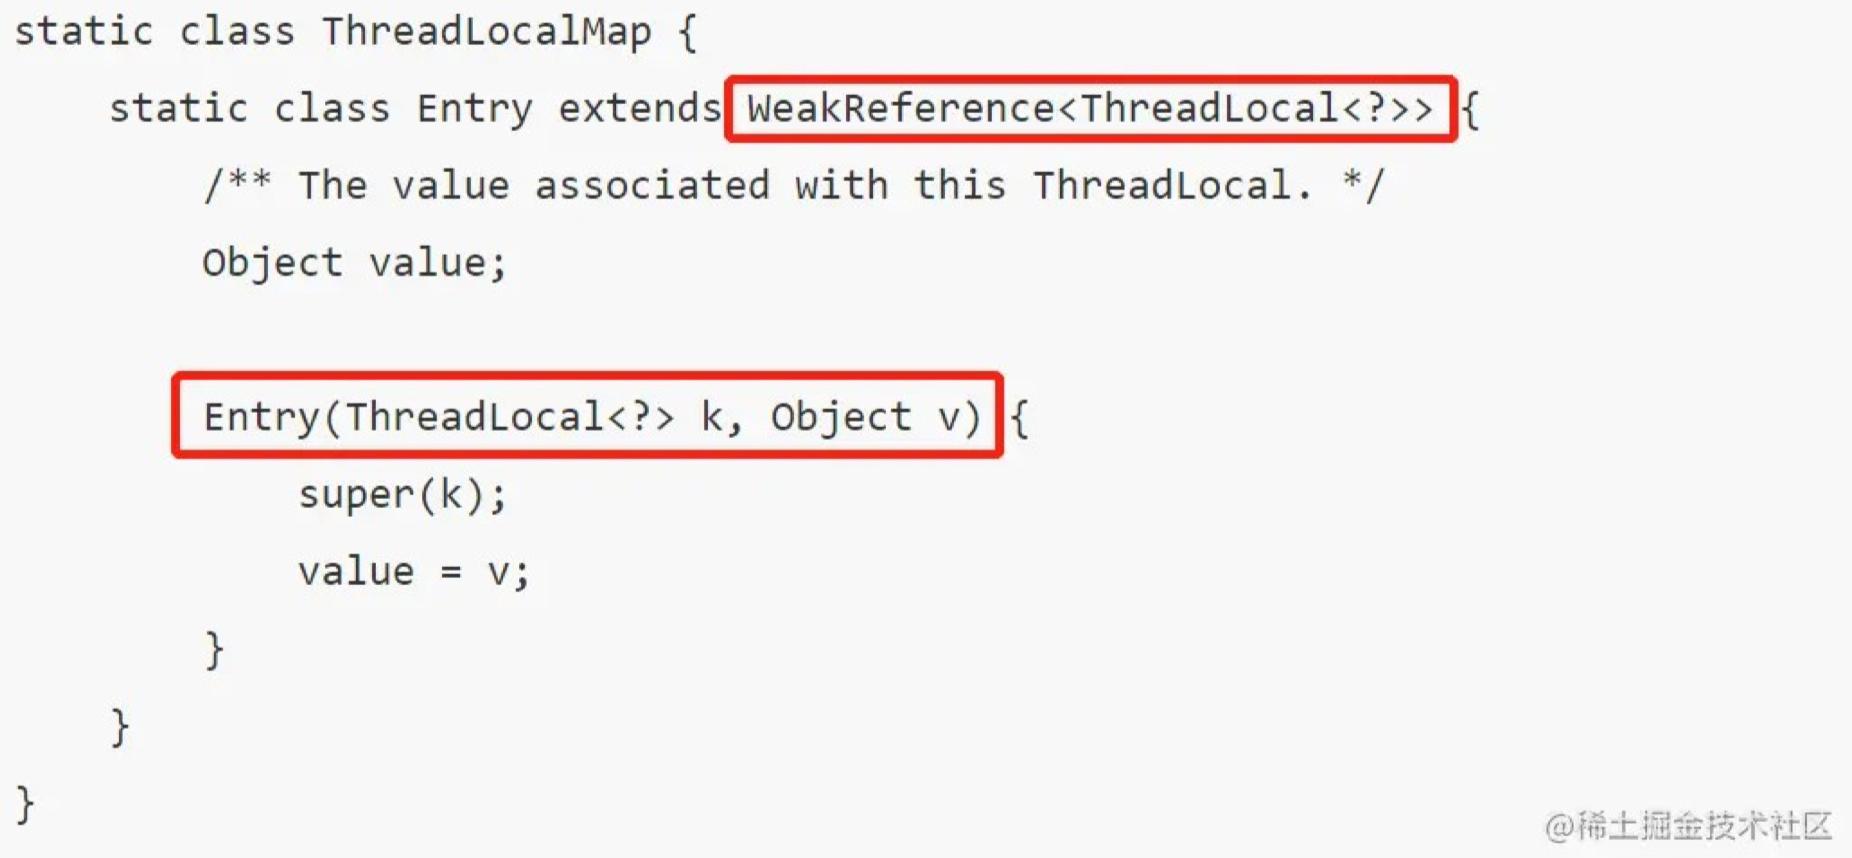 static class ThreadLocalMap {
static class Entry extends WeakReference<ThreadLocal<?>> {
/** The value associated with this ThreadLocal. */
Object value;
Entry(ThreadLocal<?> k, Object v) {
super(k);
value = v;
}
}
}
@稀土掘金技术社区